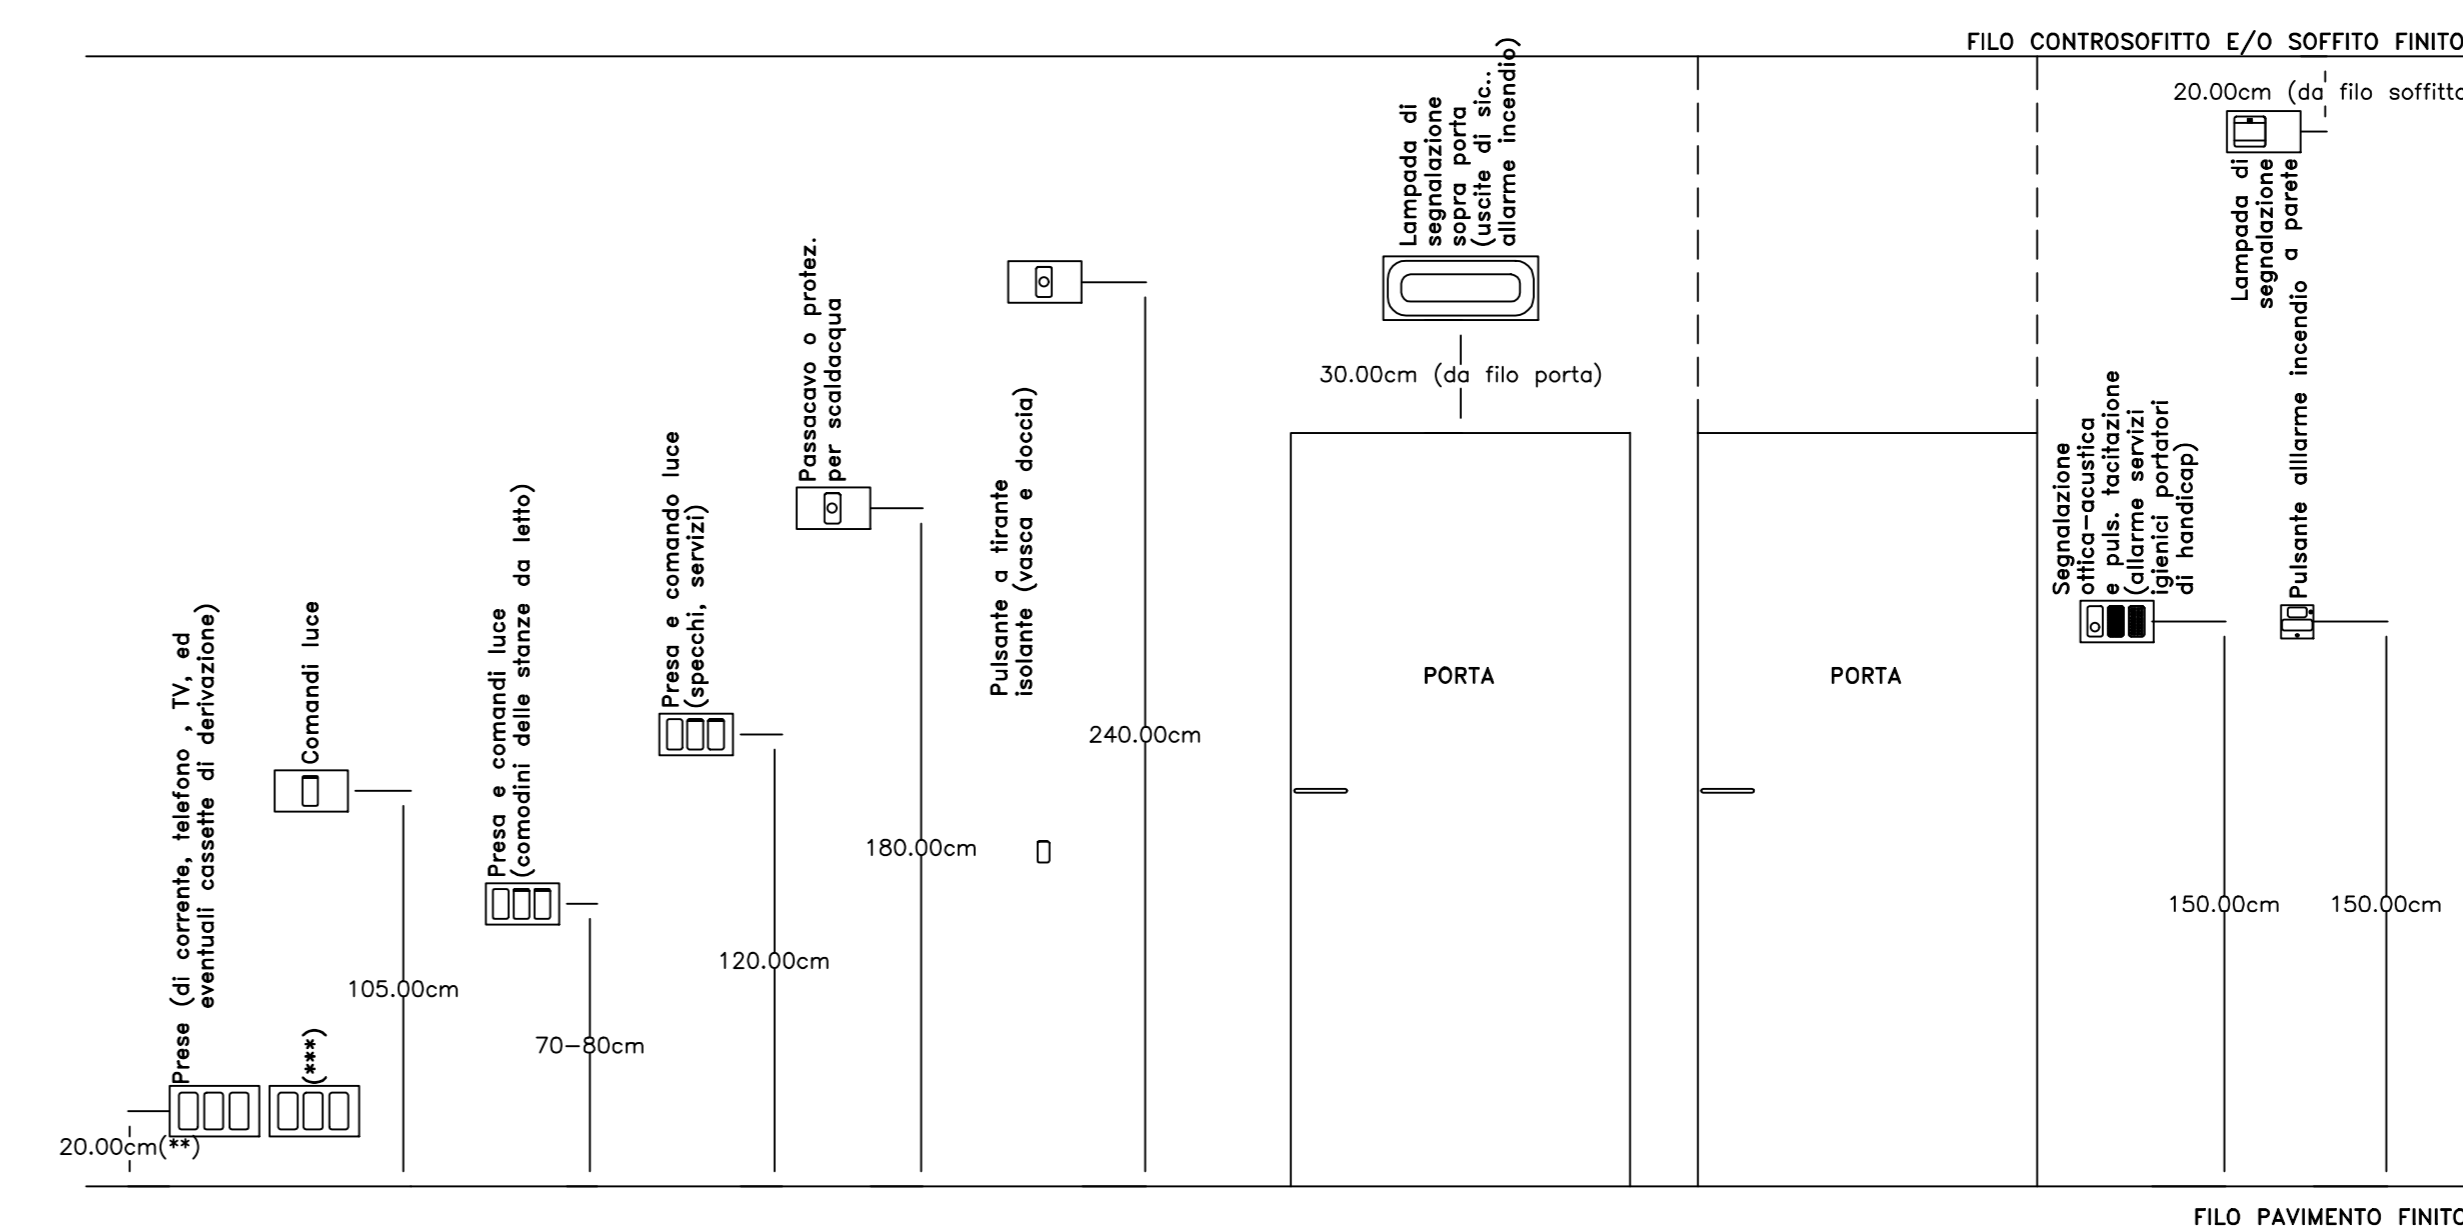 FILO CONTROSOFITTO E/O SOFFITO FINITO
20.00cm (da filo soffitto
Lampada di
segnalazione
sopra porta
(uscite di sic..
allarme incendio)
Lampada di
segnalazione
Pulsante alllarme incendio a parete
Passacavo o protez.
per scaldacqua
30.00cm (da filo porta)
Segnalazione
ottica-acustica
e puls. tacitazione
(allarme servizi
igienici portatori
di handicap)
Pulsante a tirante
isolante (vasca e doccia)
Presa e comando luce
(specchi, servizi)
Presa e comandi luce
(comodini delle stanze da letto)
Comandi luce
Prese (di corrente, telefono , TV, ed
eventuali cassette di derivazione)
PORTA
PORTA
240.00cm
180.00cm
150.00cm
150.00cm
120.00cm
105.00cm
70-80cm
(***)
20.00cm(**)
FILO PAVIMENTO FINITO